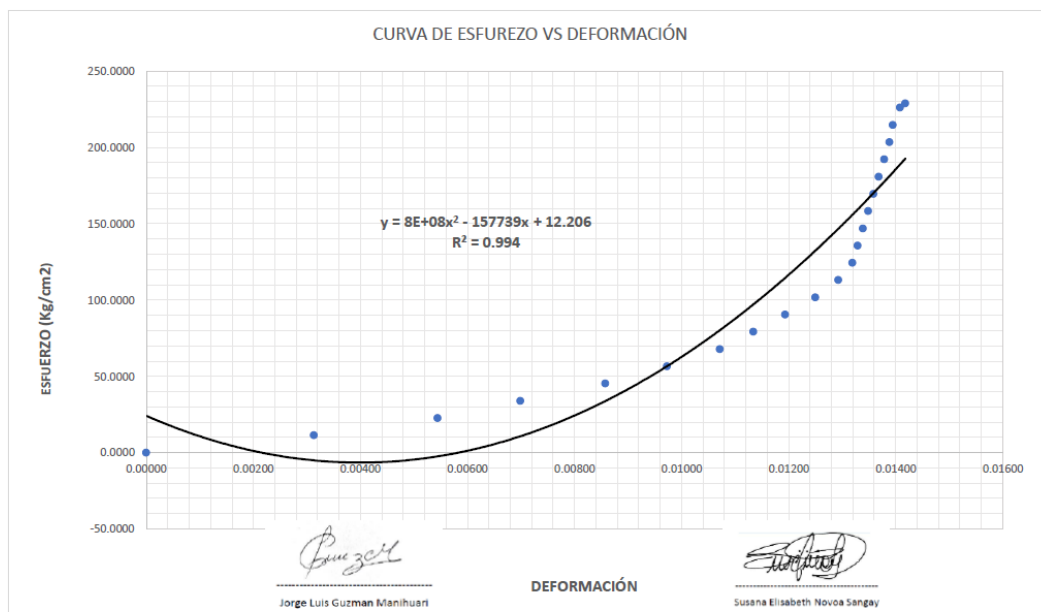 CURVA DE ESFUREZO VS DEFORMACIÓN
250.0000
200.0000
150.0000
100.0000
50.0000
0.0000
-50.0000
ESFUERZO (Kg/cm2)
y = 8E+08x² - 157739x + 12.206
R² = 0.994
0.00000 0.00200 0.00400 0.00600 0.00800 0.01000 0.01200 0.01400 0.01600
DEFORMACIÓN
Jorge Luis Guzman Manihuari
Susana Elisabeth Novoa Sangay